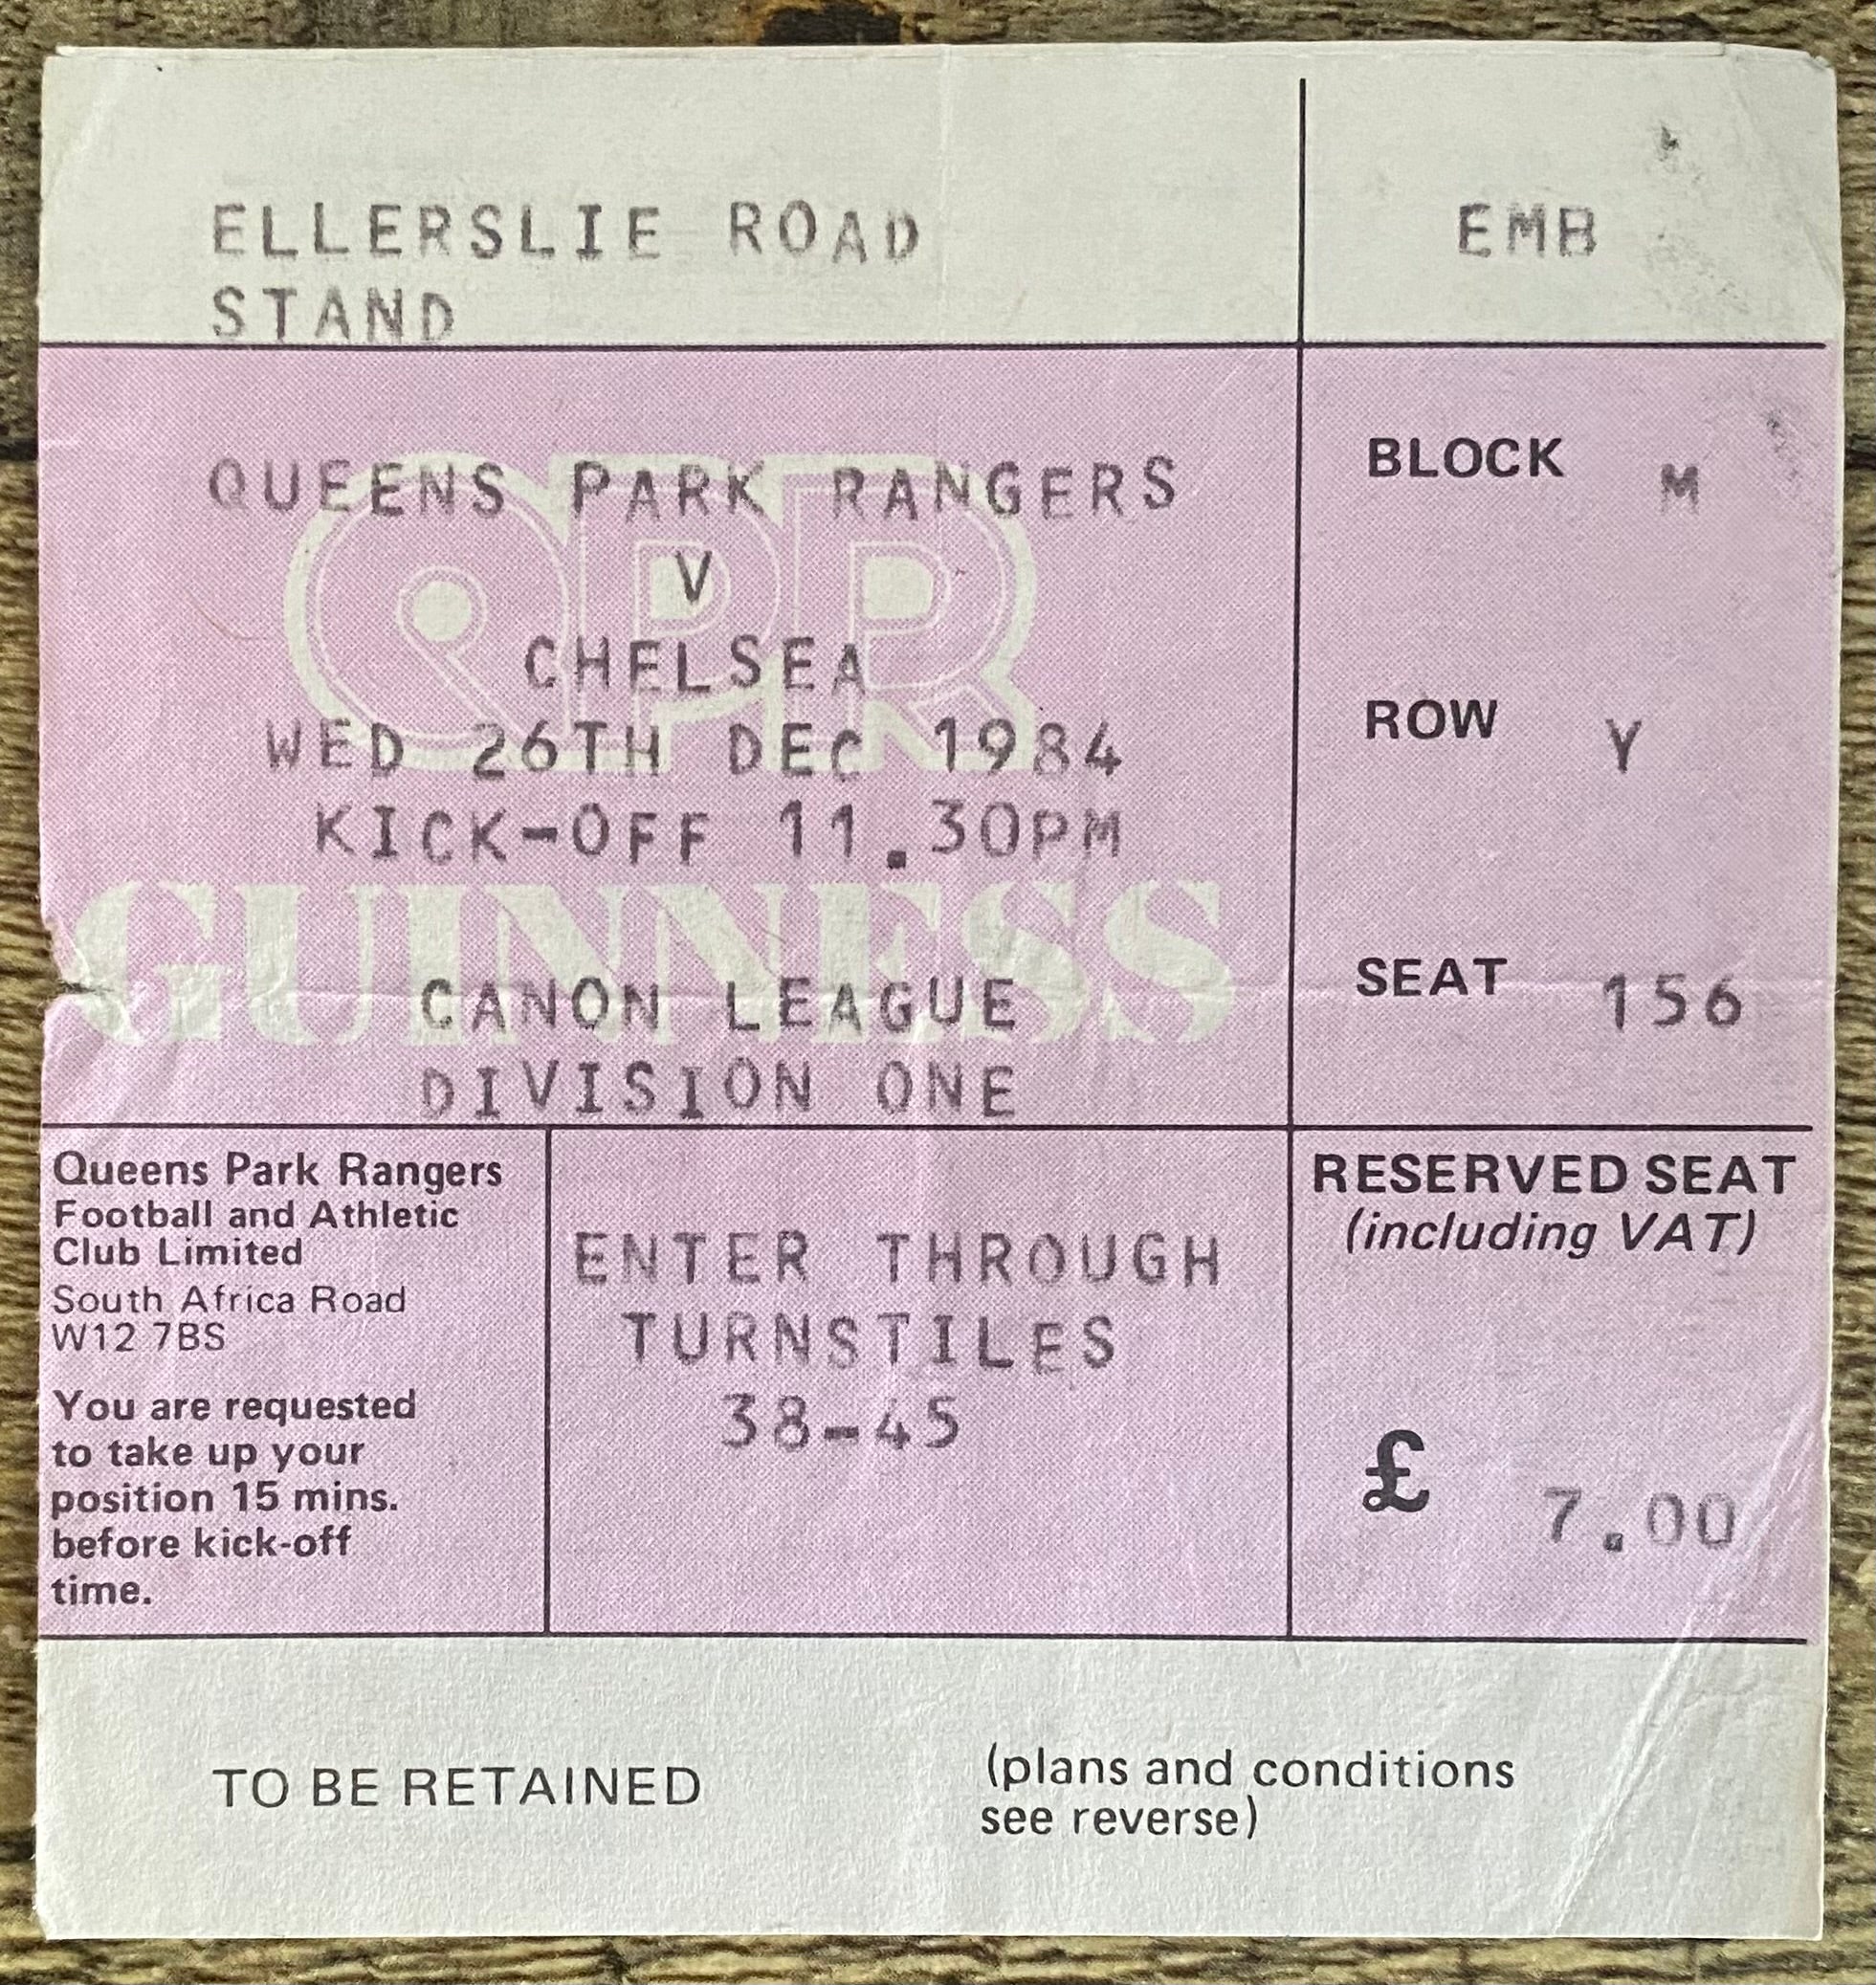 ELLERSLIE ROAD
STAND
EMB
QPR
GUINNESS
QUEENS PARK RANGERS
V
CHELSEA
WED 26TH DEC 1984
KICK-OFF 11.30PM
CANON LEAGUE
DIVISION ONE
BLOCK M
ROW Y
SEAT 156
Queens Park Rangers
Football and Athletic
Club Limited
South Africa Road
W12 7BS
You are requested
to take up your
position 15 mins.
before kick-off
time.
ENTER THROUGH
TURNSTILES
38-45
RESERVED SEAT
(including VAT)
£ 7.00
TO BE RETAINED
(plans and conditions
see reverse)